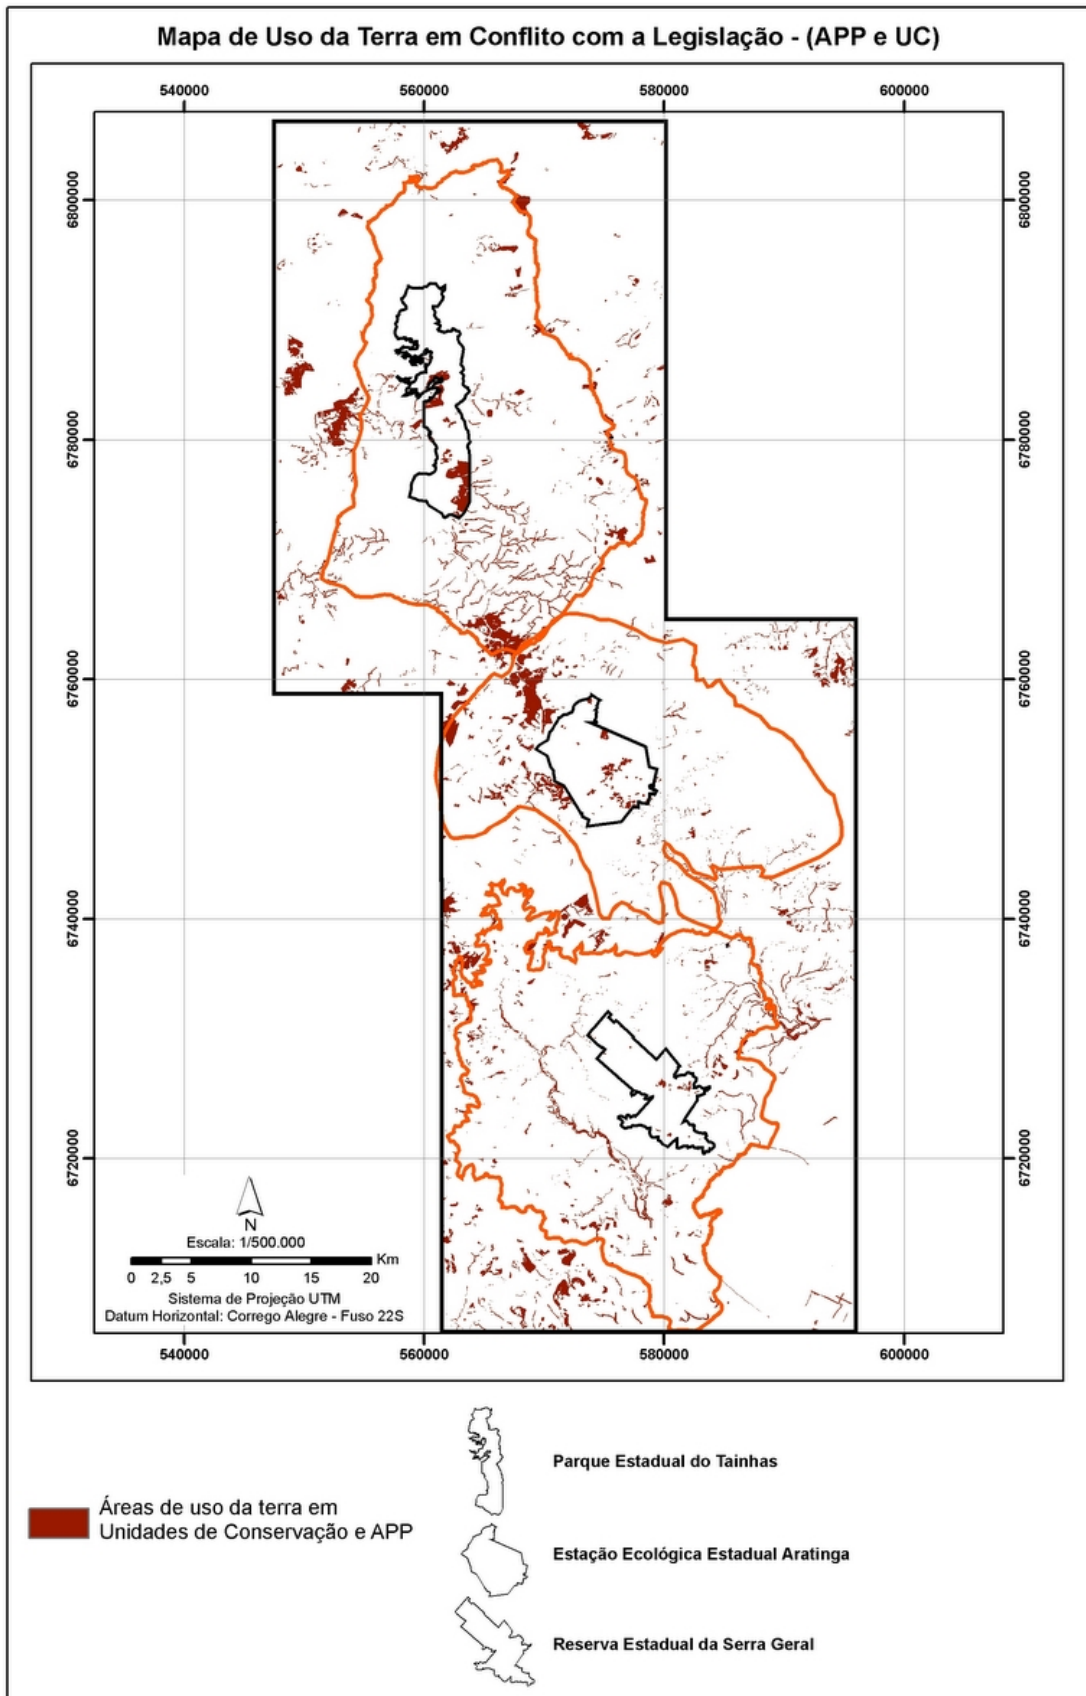 Mapa de Uso da Terra em Conflito com a Legislação - (APP e UC)
540000 560000 580000 600000
6800000 6800000
6780000 6780000
6760000 6760000
6740000 6740000
6720000 6720000
N
Escala: 1/500.000
Km
0 2,5 5 10 15 20
Sistema de Projeção UTM
Datum Horizontal: Corrego Alegre - Fuso 22S
540000 560000 580000 600000
Parque Estadual do Tainhas
Áreas de uso da terra em
Unidades de Conservação e APP
Estação Ecológica Estadual Aratinga
Reserva Estadual da Serra Geral